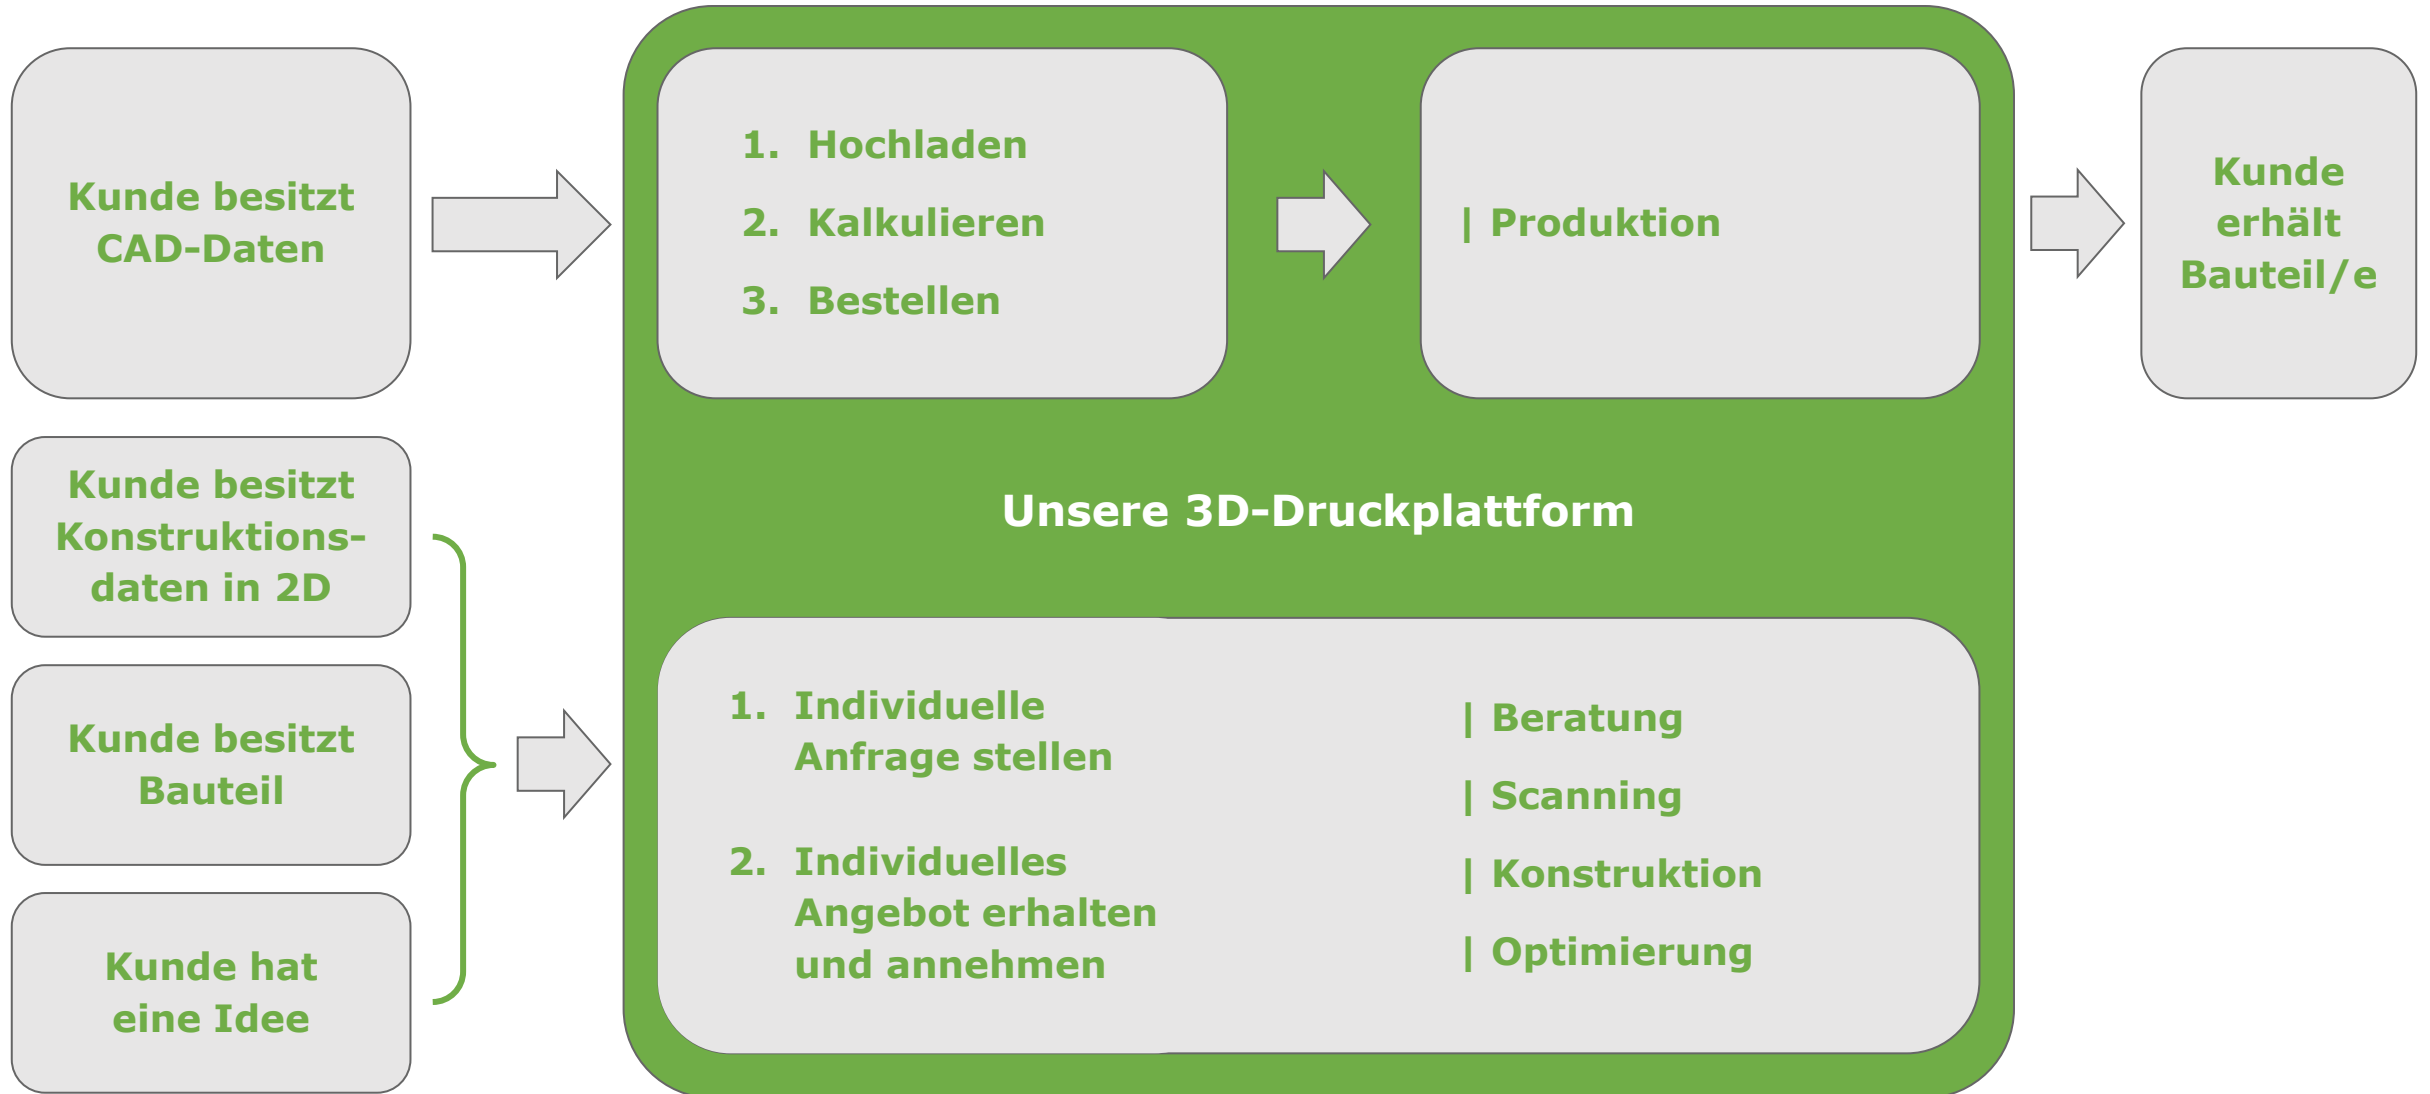 Kunde besitzt
CAD-Daten
1. Hochladen
2. Kalkulieren
3. Bestellen
| Produktion
Kunde
erhält
Bauteil/e
Kunde besitzt
Konstruktions-
daten in 2D
Kunde besitzt
Bauteil
Kunde hat
eine Idee
Unsere 3D-Druckplattform
1. Individuelle
Anfrage stellen
2. Individuelles
Angebot erhalten
und annehmen
| Beratung
| Scanning
| Konstruktion
| Optimierung